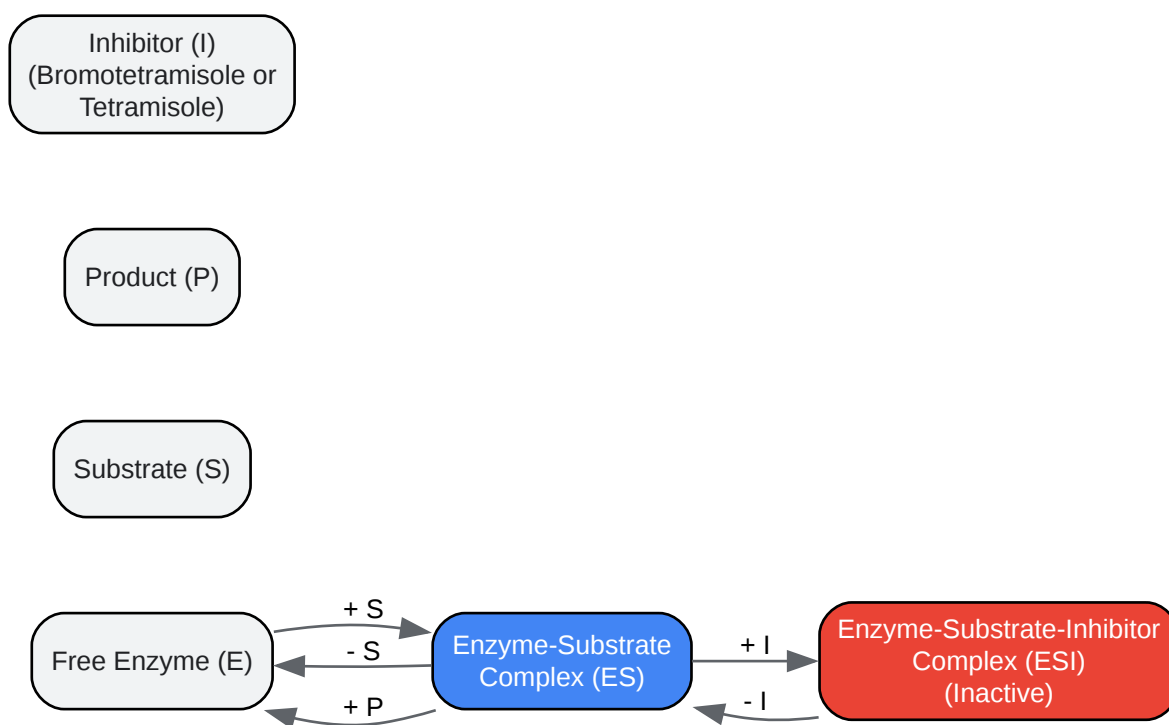 Inhibitor (I)
(Bromotetramisole or
Tetramisole)
Product (P)
Substrate (S)
Free Enzyme (E)
+ S
- S
+ P
Enzyme-Substrate
Complex (ES)
+ I
- I
Enzyme-Substrate-Inhibitor
Complex (ESI)
(Inactive)